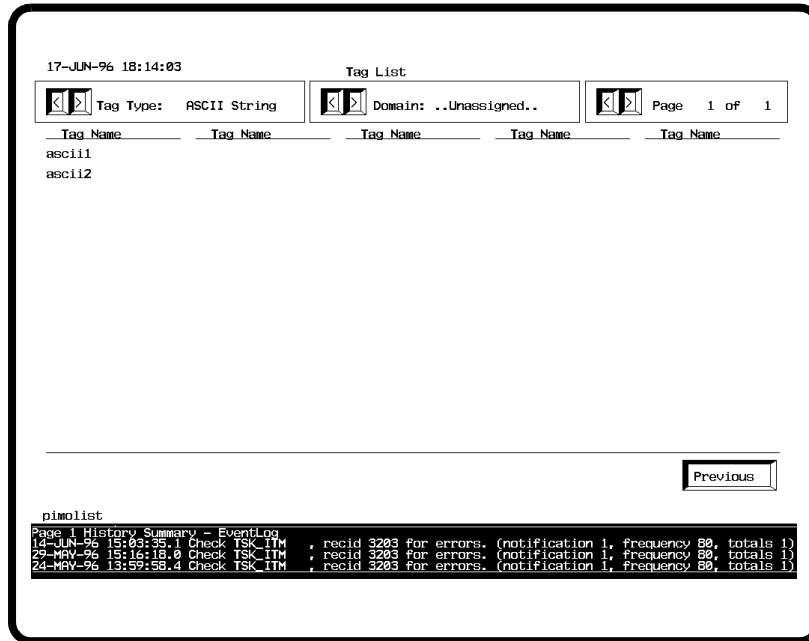 17-JUN-96 18:14:03
Tag List
< > Tag Type: ASCII String < > Domain: ..Unassigned.. < > Page 1 of 1
Tag Name Tag Name Tag Name Tag Name Tag Name
ascii1
ascii2
Previous
pimolist
Page 1 History Summary - EventLog
14-JUN-96 15:03:35.1 Check TSK_ITM , recid 3203 for errors. (notification 1, frequency 80, totals 1)
29-MAY-96 15:16:18.0 Check TSK_ITM , recid 3203 for errors. (notification 1, frequency 80, totals 1)
24-MAY-96 13:59:58.4 Check TSK_ITM , recid 3203 for errors. (notification 1, frequency 80, totals 1)